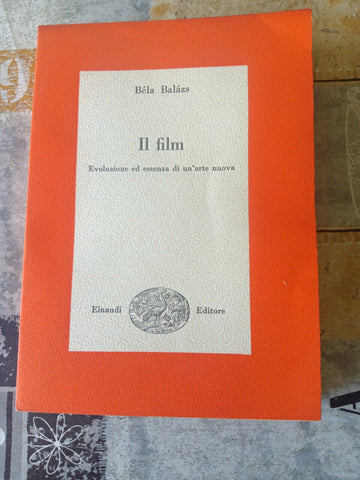 Béla Balázs
Il film
Evoluzione ed essenza di un'arte nuova
Einaudi Editore